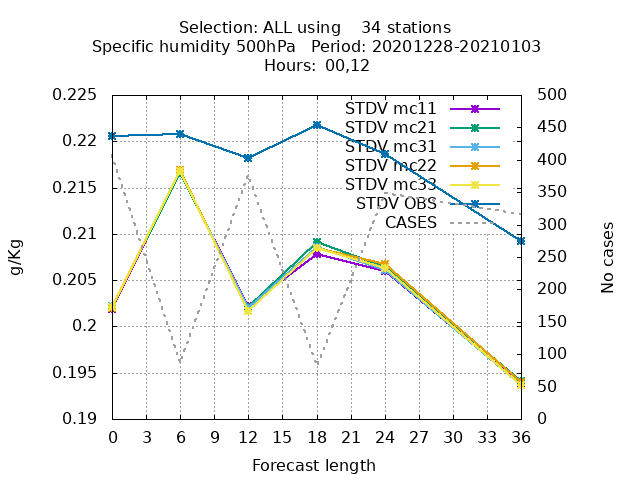 Selection: ALL using    34 stations
Specific humidity 500hPa   Period: 20201228-20210103
Hours: 00,12
0.225
0.22
0.215
0.21
0.205
0.2
0.195
0.19
g/Kg
STDV mc11
STDV mc21
STDV mc31
STDV mc22
STDV mc33
STDV OBS
CASES
500
450
400
350
300
250
200
150
100
50
0
No cases
0 3 6 9 12 15 18 21 24 27 30 33 36
Forecast length